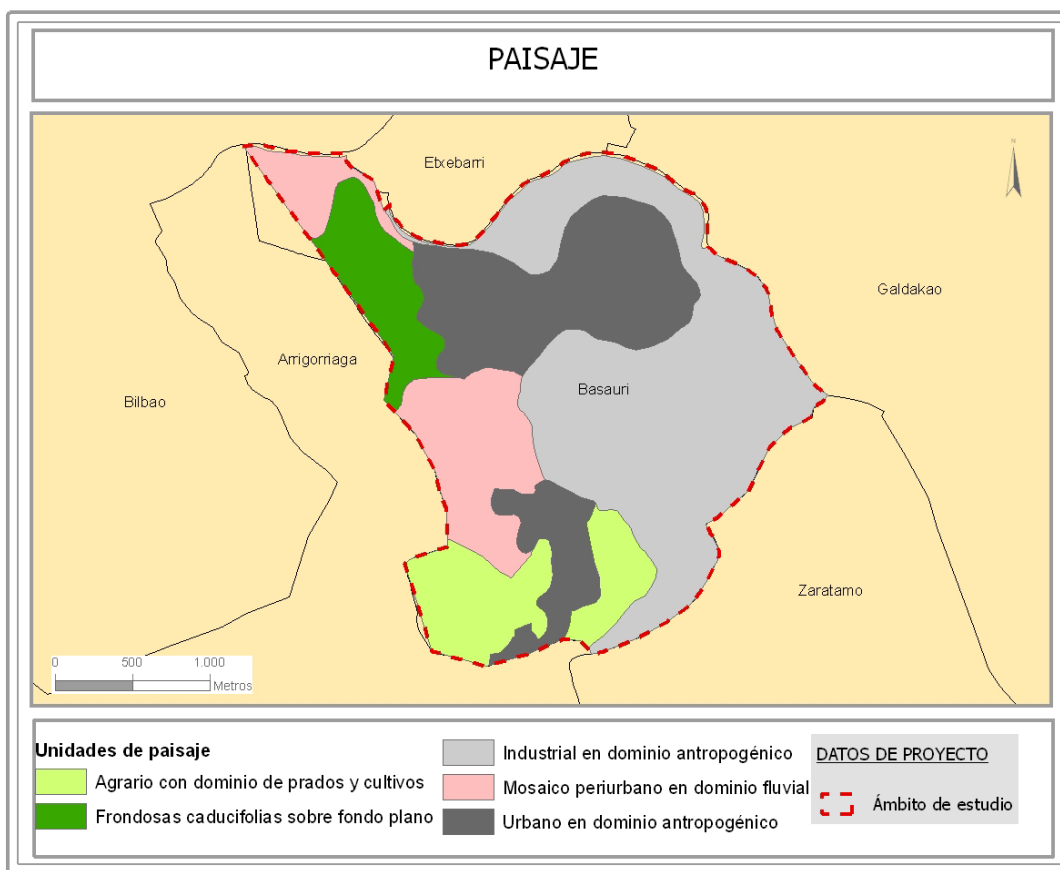 PAISAJE
N
Etxebarri
Galdakao
Arrigorriaga
Basauri
Bilbao
Zaratamo
0 500 1.000
Metros
Unidades de paisaje
Agrario con dominio de prados y cultivos
Frondosas caducifolias sobre fondo plano
Industrial en dominio antropogénico
Mosaico periurbano en dominio fluvial
Urbano en dominio antropogénico
DATOS DE PROYECTO
Ámbito de estudio